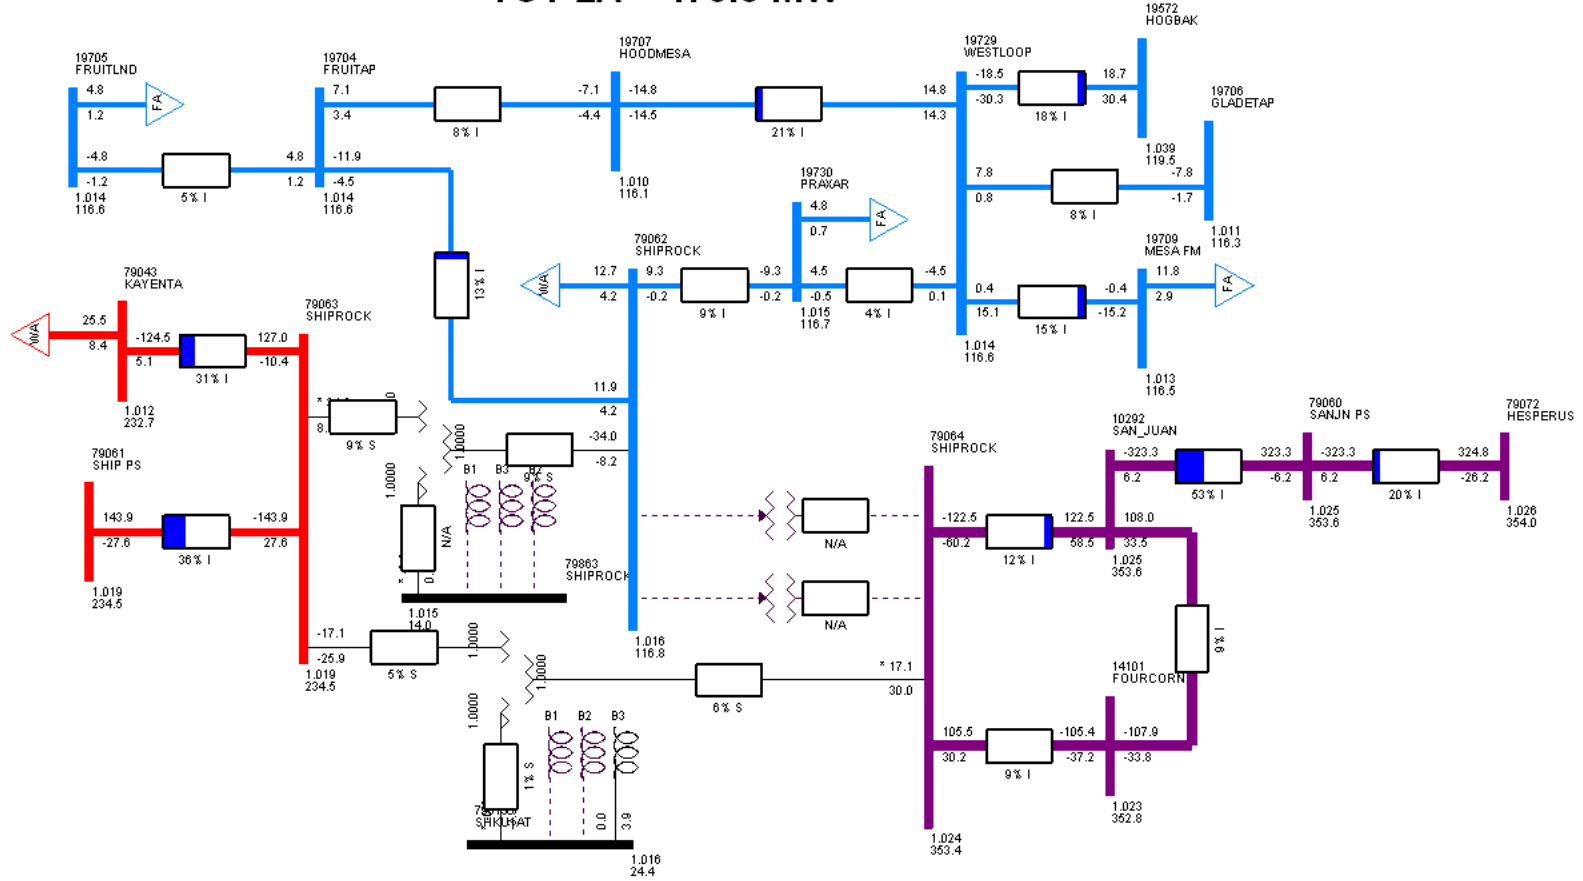 19705
FRUITLND
4.8
1.2
FA
-4.8
-1.2
5% I
4.8
1.2
1.014
116.6
19704
FRUITAP
7.1
3.4
8% I
-7.1
-4.4
-11.9
-4.5
1.014
116.6
13% I
19707
HOODMESA
-14.8
-14.5
21% I
14.8
14.3
1.010
116.1
19729
WESTLOOP
-18.5
-30.3
18% I
18.7
30.4
19572
HOGBAK
1.039
119.5
7.8
0.8
8% I
-7.8
-1.7
19706
GLADETAP
1.011
116.3
0.4
15.1
15% I
-0.4
-15.2
19709
MESA FM
11.8
2.9
FA
1.013
116.5
1.014
116.6
19730
PRAXAR
4.8
0.7
FA
4.5
-0.5
4% I
-4.5
0.1
1.015
116.7
79062
SHIPROCK
WA
12.7
4.2
9.3
-0.2
9% I
-9.3
-0.2
11.9
4.2
-34.0
-8.2
9% S
1.016
116.8
79043
KAYENTA
WA
25.5
8.4
-124.5
5.1
31% I
127.0
-10.4
1.012
232.7
79063
SHIPROCK
9% S
79061
SHIP PS
143.9
-27.6
36% I
-143.9
27.6
1.019
234.5
-17.1
-25.9
5% S
1.019
234.5
1.0000
1.0000
N/A
B1
B3
B2
79863
SHIPROCK
1.015
14.0
1.0000
1.0000
1.0000
1% S
B1
B2
B3
0.0
3.9
1.016
24.4
6% S
* 17.1
30.0
N/A
N/A
79064
SHIPROCK
-122.5
-60.2
12% I
122.5
58.5
105.5
30.2
9% I
-105.4
-37.2
1.024
353.4
10292
SAN_JUAN
-323.3
6.2
53% I
323.3
-6.2
108.0
33.5
1.025
353.6
9% I
14101
FOURCORN
-107.9
-33.8
1.023
352.8
79060
SANJN PS
-323.3
6.2
20% I
324.8
-26.2
1.025
353.6
79072
HESPERUS
1.026
354.0